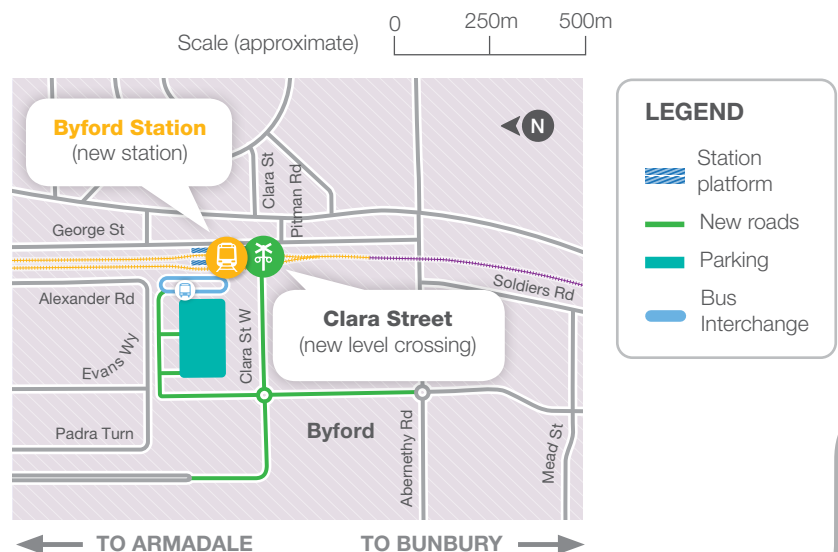 Scale (approximate)
0 250m 500m
Byford Station
(new station)
N
Clara St
Pitman Rd
George St
Alexander Rd
Soldiers Rd
Evans Wy
Clara St W
Clara Street
(new level crossing)
Padra Turn
Byford
Abernethy Rd
Mead St
TO ARMADALE
TO BUNBURY
LEGEND
Station
platform
New roads
Parking
Bus
Interchange